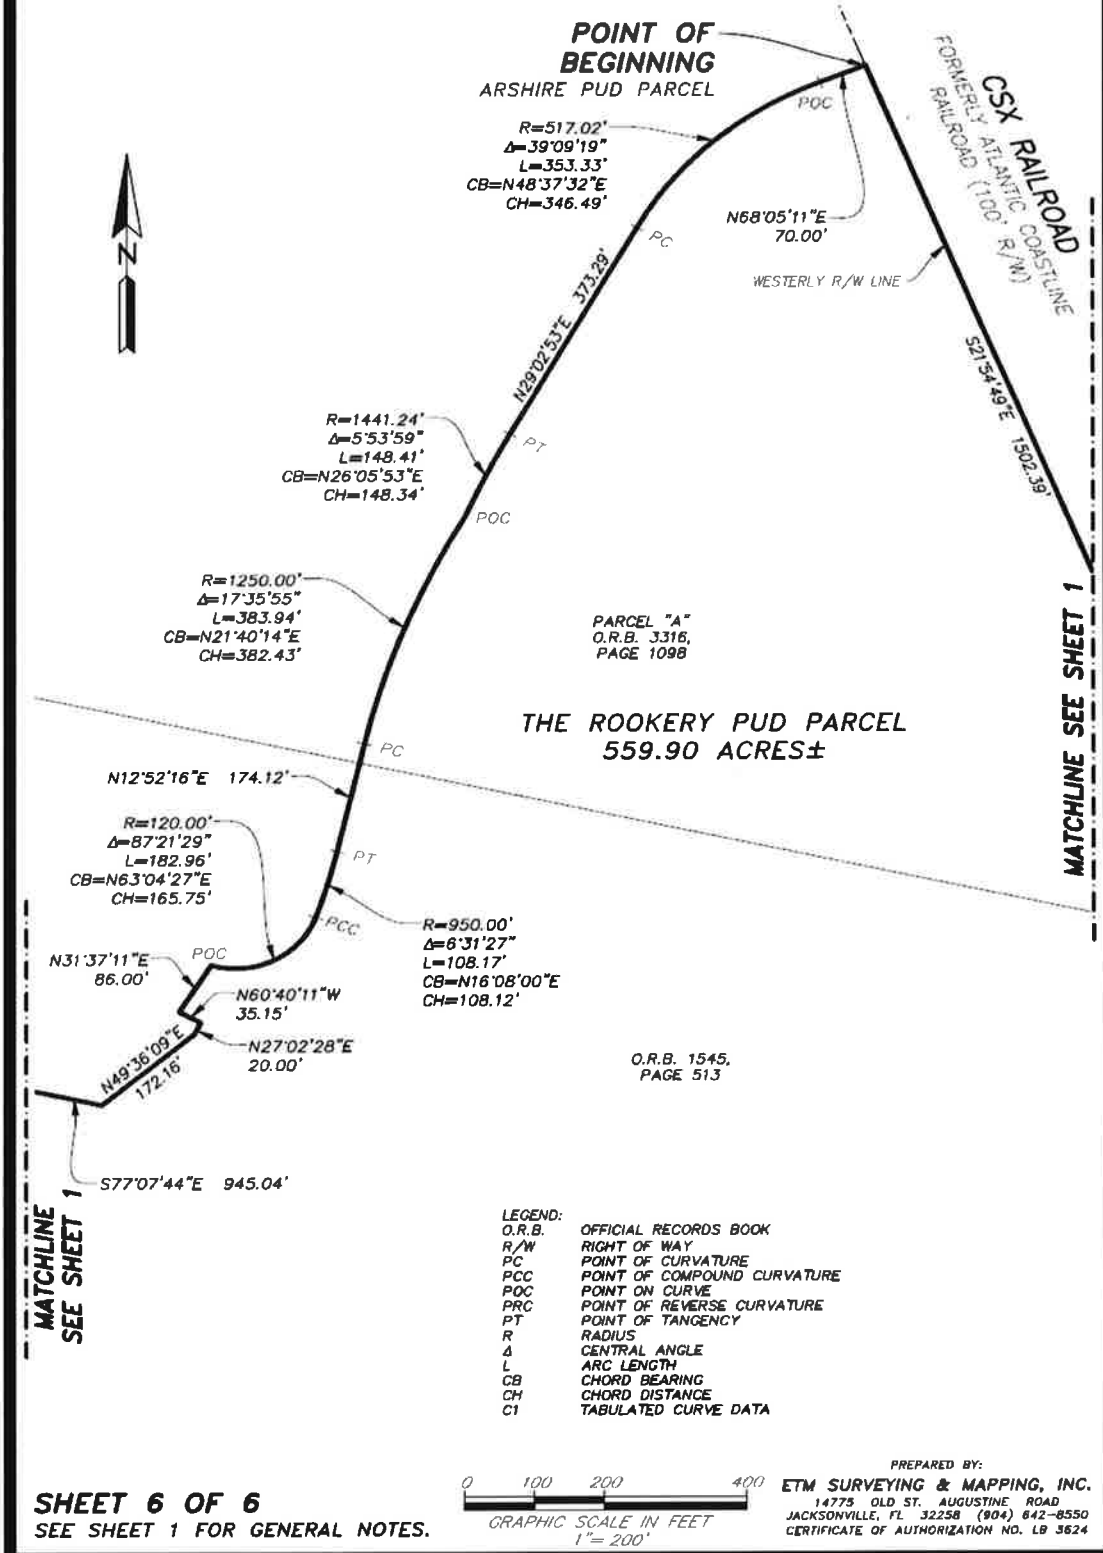 POINT OF
BEGINNING
ARSHIRE PUD PARCEL
POC
R=517.02'
Δ=39°09'19"
L=353.33'
CB=N48°37'32"E
CH=346.49'
CSX RAILROAD
FORMERLY ATLANTIC COASTLINE
RAILROAD (100' R/W)
N
N68°05'11"E
70.00'
PC
WESTERLY R/W LINE
N29°02'53"E 373.29'
S21°54'49"E 1502.39'
R=1441.24'
Δ=5°53'59"
L=148.41'
CB=N26°05'53"E
CH=148.34'
PT
POC
R=1250.00'
Δ=17°35'55"
L=383.94'
CB=N21°40'14"E
CH=382.43'
PARCEL "A"
O.R.B. 3316,
PAGE 1098
MATCHLINE SEE SHEET 1
THE ROOKERY PUD PARCEL
559.90 ACRES±
PC
N12°52'16"E 174.12'
R=120.00'
Δ=87°21'29"
L=182.96'
CB=N63°04'27"E
CH=165.75'
PT
PCC
R=950.00'
Δ=6°31'27"
L=108.17'
CB=N16°08'00"E
CH=108.12'
POC
N31°37'11"E
86.00'
N60°40'11"W
35.15'
N27°02'28"E
20.00'
N49°36'09"E
172.16'
O.R.B. 1545,
PAGE 513
S77°07'44"E 945.04'
MATCHLINE
SEE SHEET 1
LEGEND:
O.R.B. OFFICIAL RECORDS BOOK
R/W RIGHT OF WAY
PC POINT OF CURVATURE
PCC POINT OF COMPOUND CURVATURE
POC POINT ON CURVE
PRC POINT OF REVERSE CURVATURE
PT POINT OF TANGENCY
R RADIUS
Δ CENTRAL ANGLE
L ARC LENGTH
CB CHORD BEARING
CH CHORD DISTANCE
C1 TABULATED CURVE DATA
SHEET 6 OF 6
SEE SHEET 1 FOR GENERAL NOTES.
0 100 200 400
GRAPHIC SCALE IN FEET
1"= 200'
PREPARED BY:
ETM SURVEYING & MAPPING, INC.
14775 OLD ST. AUGUSTINE ROAD
JACKSONVILLE, FL 32258 (904) 642-8550
CERTIFICATE OF AUTHORIZATION NO. LB 3624